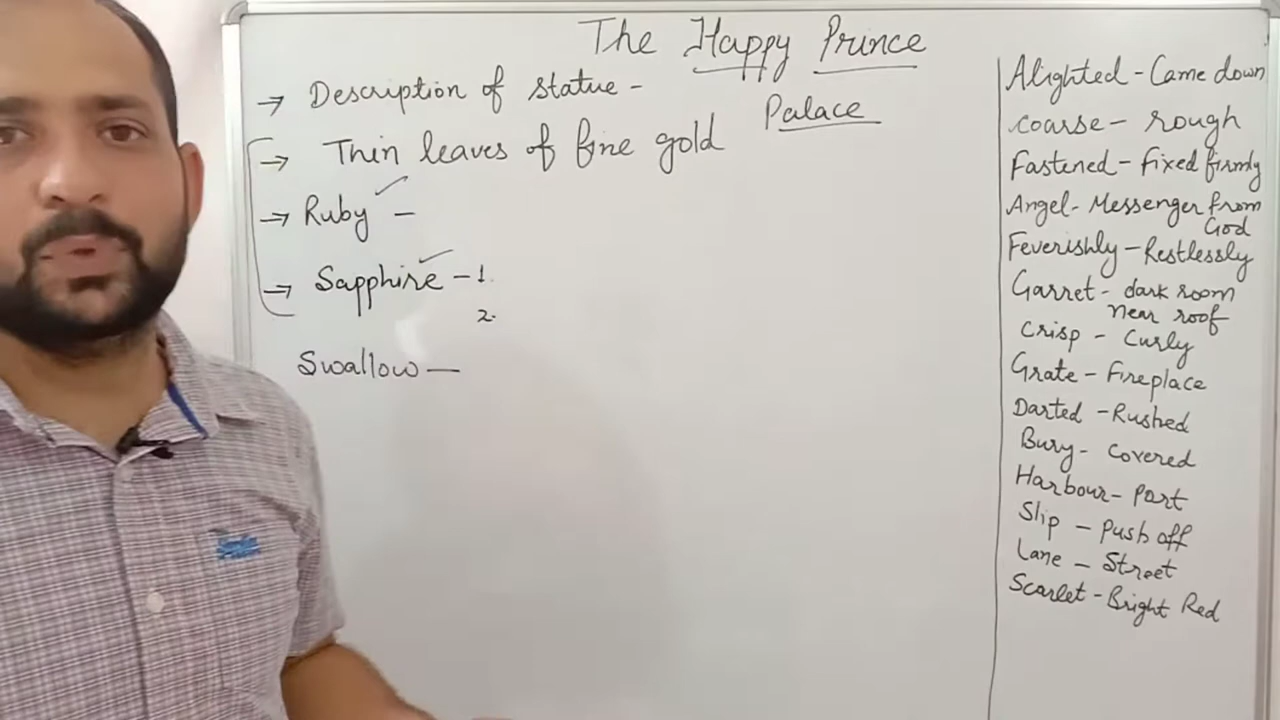 The Happy Prince
→ Description of statue -
Palace
→ Thin leaves of fine gold
→ Ruby ✓ -
→ Sapphire ✓ - 1.
2.
Swallow —
Alighted - Came down
coarse - rough
Fastened - fixed firmly
Angel - Messenger from
God
Feverishly - Restlessly
Garret - dark room
near roof
Crisp - Curly
Grate - Fireplace
Darted - Rushed
Bury - Covered
Harbour - Port
Slip - Push off
Lane - Street
Scarlet - Bright Red